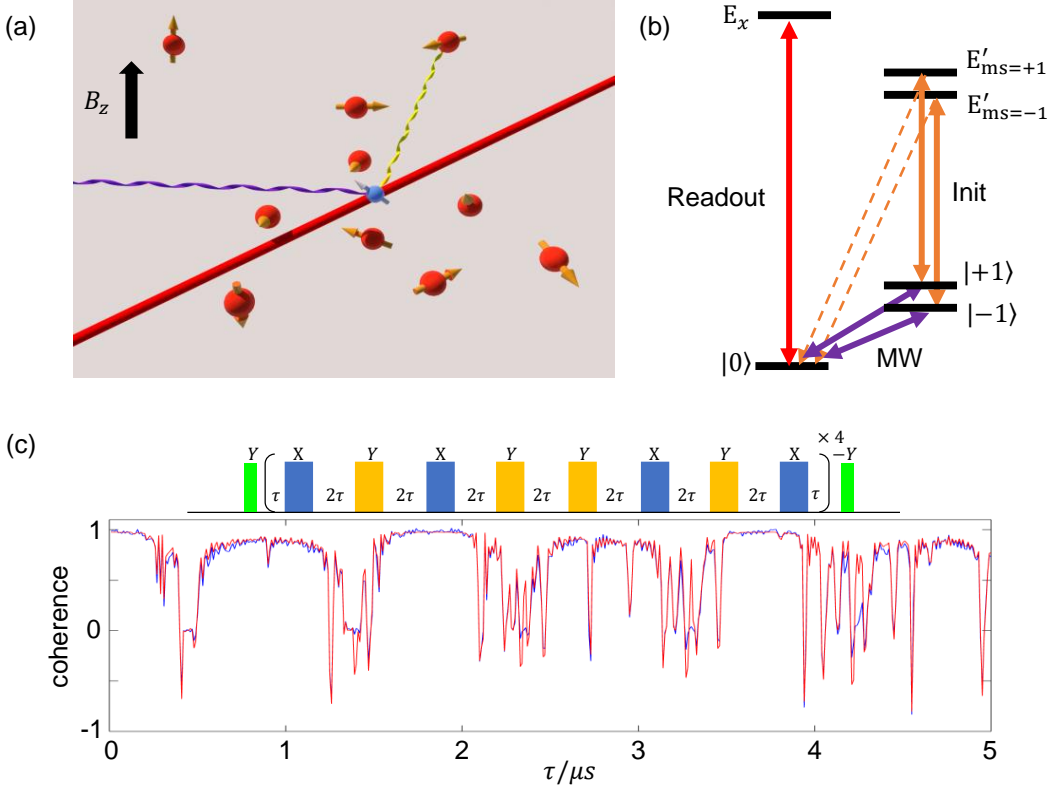 (a)
B_z
(b)
E_x
E′_ms=+1
E′_ms=−1
Readout
Init
|+1⟩
|−1⟩
|0⟩
MW
(c)
Y X Y X Y Y X Y X × 4 −Y
τ 2τ 2τ 2τ 2τ 2τ 2τ 2τ τ
coherence
1
0
-1
0 1 2 3 4 5
τ/μs